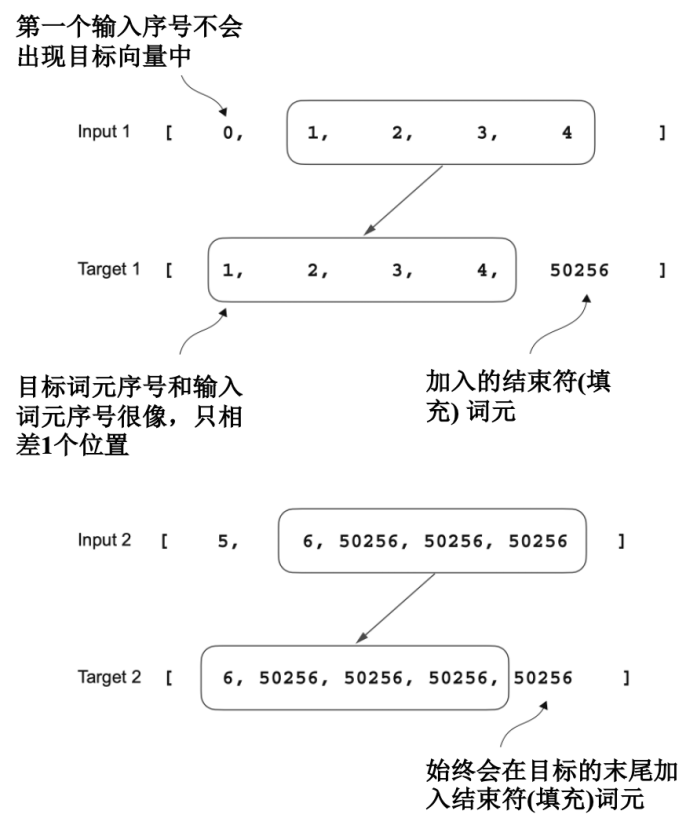 第一个输入序号不会
出现目标向量中
Input 1 [ 0, 1, 2, 3, 4 ]
Target 1 [ 1, 2, 3, 4, 50256 ]
目标词元序号和输入
词元序号很像，只相
差1个位置
加入的结束符(填
充) 词元
Input 2 [ 5, 6, 50256, 50256, 50256 ]
Target 2 [ 6, 50256, 50256, 50256, 50256 ]
始终会在目标的末尾加
入结束符(填充)词元